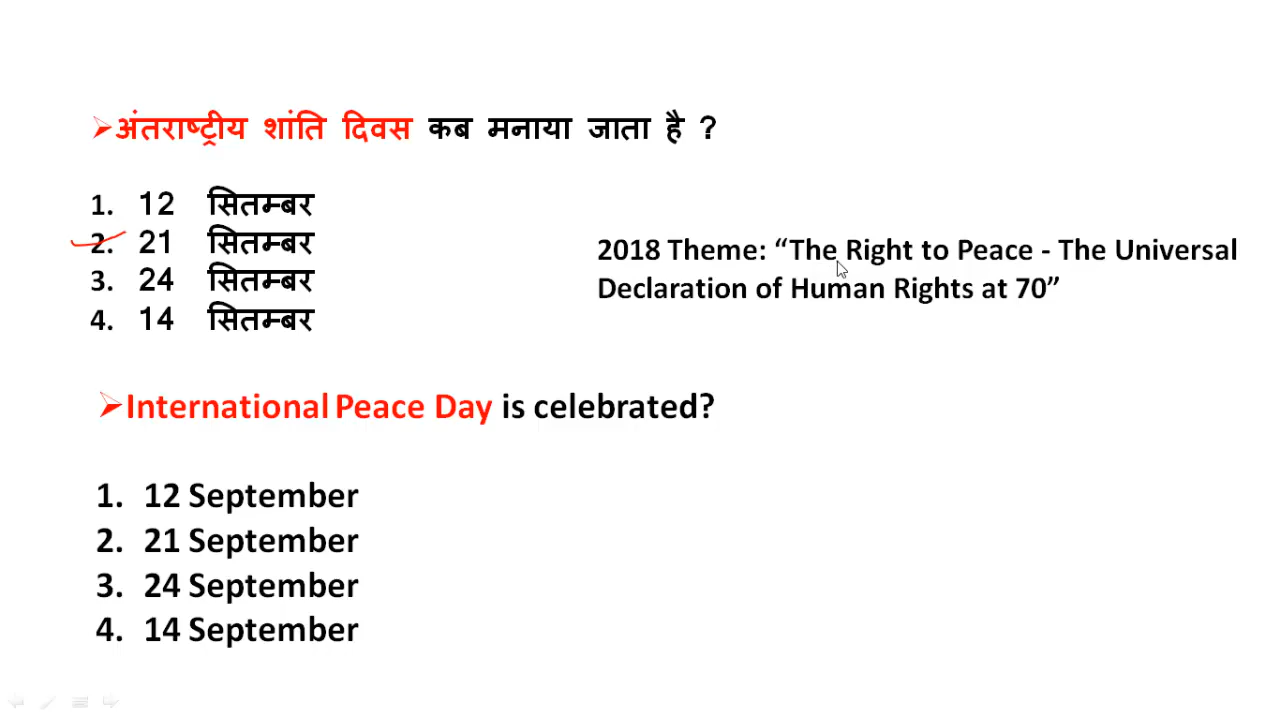 ➢अंतराष्ट्रीय शांति दिवस कब मनाया जाता है ?
1. 12 सितम्बर
2. 21 सितम्बर
3. 24 सितम्बर
4. 14 सितम्बर
2018 Theme: “The Right to Peace - The Universal
Declaration of Human Rights at 70”
➢International Peace Day is celebrated?
1. 12 September
2. 21 September
3. 24 September
4. 14 September